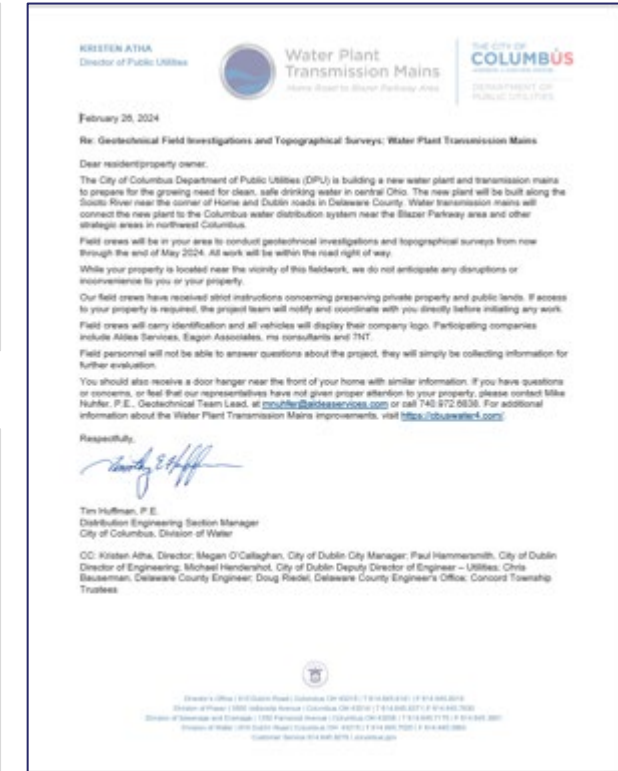 KRISTEN ATHA
Director of Public Utilities
Water Plant
Transmission Mains
Home Road to Blazer Parkway Area
THE CITY OF
COLUMBUS
DEPARTMENT OF
PUBLIC UTILITIES
February 26, 2024
Re: Geotechnical Field Investigations and Topographical Surveys: Water Plant Transmission Mains
Dear resident/property owner,
The City of Columbus Department of Public Utilities (DPU) is building a new water plant and transmission mains
to prepare for the growing need for clean, safe drinking water in central Ohio. The new plant will be built along the
Scioto River near the corner of Home and Dublin roads in Delaware County. Water transmission mains will
connect the new plant to the Columbus water distribution system near the Blazer Parkway area and other
strategic areas in northwest Columbus.
Field crews will be in your area to conduct geotechnical investigations and topographical surveys from now
through the end of May 2024. All work will be within the road right of way.
While your property is located near the vicinity of this fieldwork, we do not anticipate any disruptions or
inconvenience to you or your property.
Our field crews have received strict instructions concerning preserving private property and public lands. If access
to your property is required, the project team will notify and coordinate with you directly before initiating any work.
Field crews will carry identification and all vehicles will display their company logo. Participating companies
include Aldea Services, Eagon Associates, ms consultants and 7NT.
Field personnel will not be able to answer questions about the project, they will simply be collecting information for
further evaluation.
You should also receive a door hanger near the front of your home with similar information. If you have questions
or concerns, or feel that our representatives have not given proper attention to your property, please contact Mike
Nuhfer, P.E., Geotechnical Team Lead, at mnuhfer@aldeaservices.com or call 740.972.6838. For additional
information about the Water Plant Transmission Mains improvements, visit https://cbuswater4.com/.
Respectfully,
Timothy E Huff
Tim Huffman, P.E.
Distribution Engineering Section Manager
City of Columbus, Division of Water
CC: Kristen Atha, Director; Megan O'Callaghan, City of Dublin City Manager; Paul Hammersmith, City of Dublin
Director of Engineering; Michael Hendershot, City of Dublin Deputy Director of Engineer – Utilities; Chris
Bauserman, Delaware County Engineer; Doug Riedel, Delaware County Engineer's Office; Concord Township
Trustees